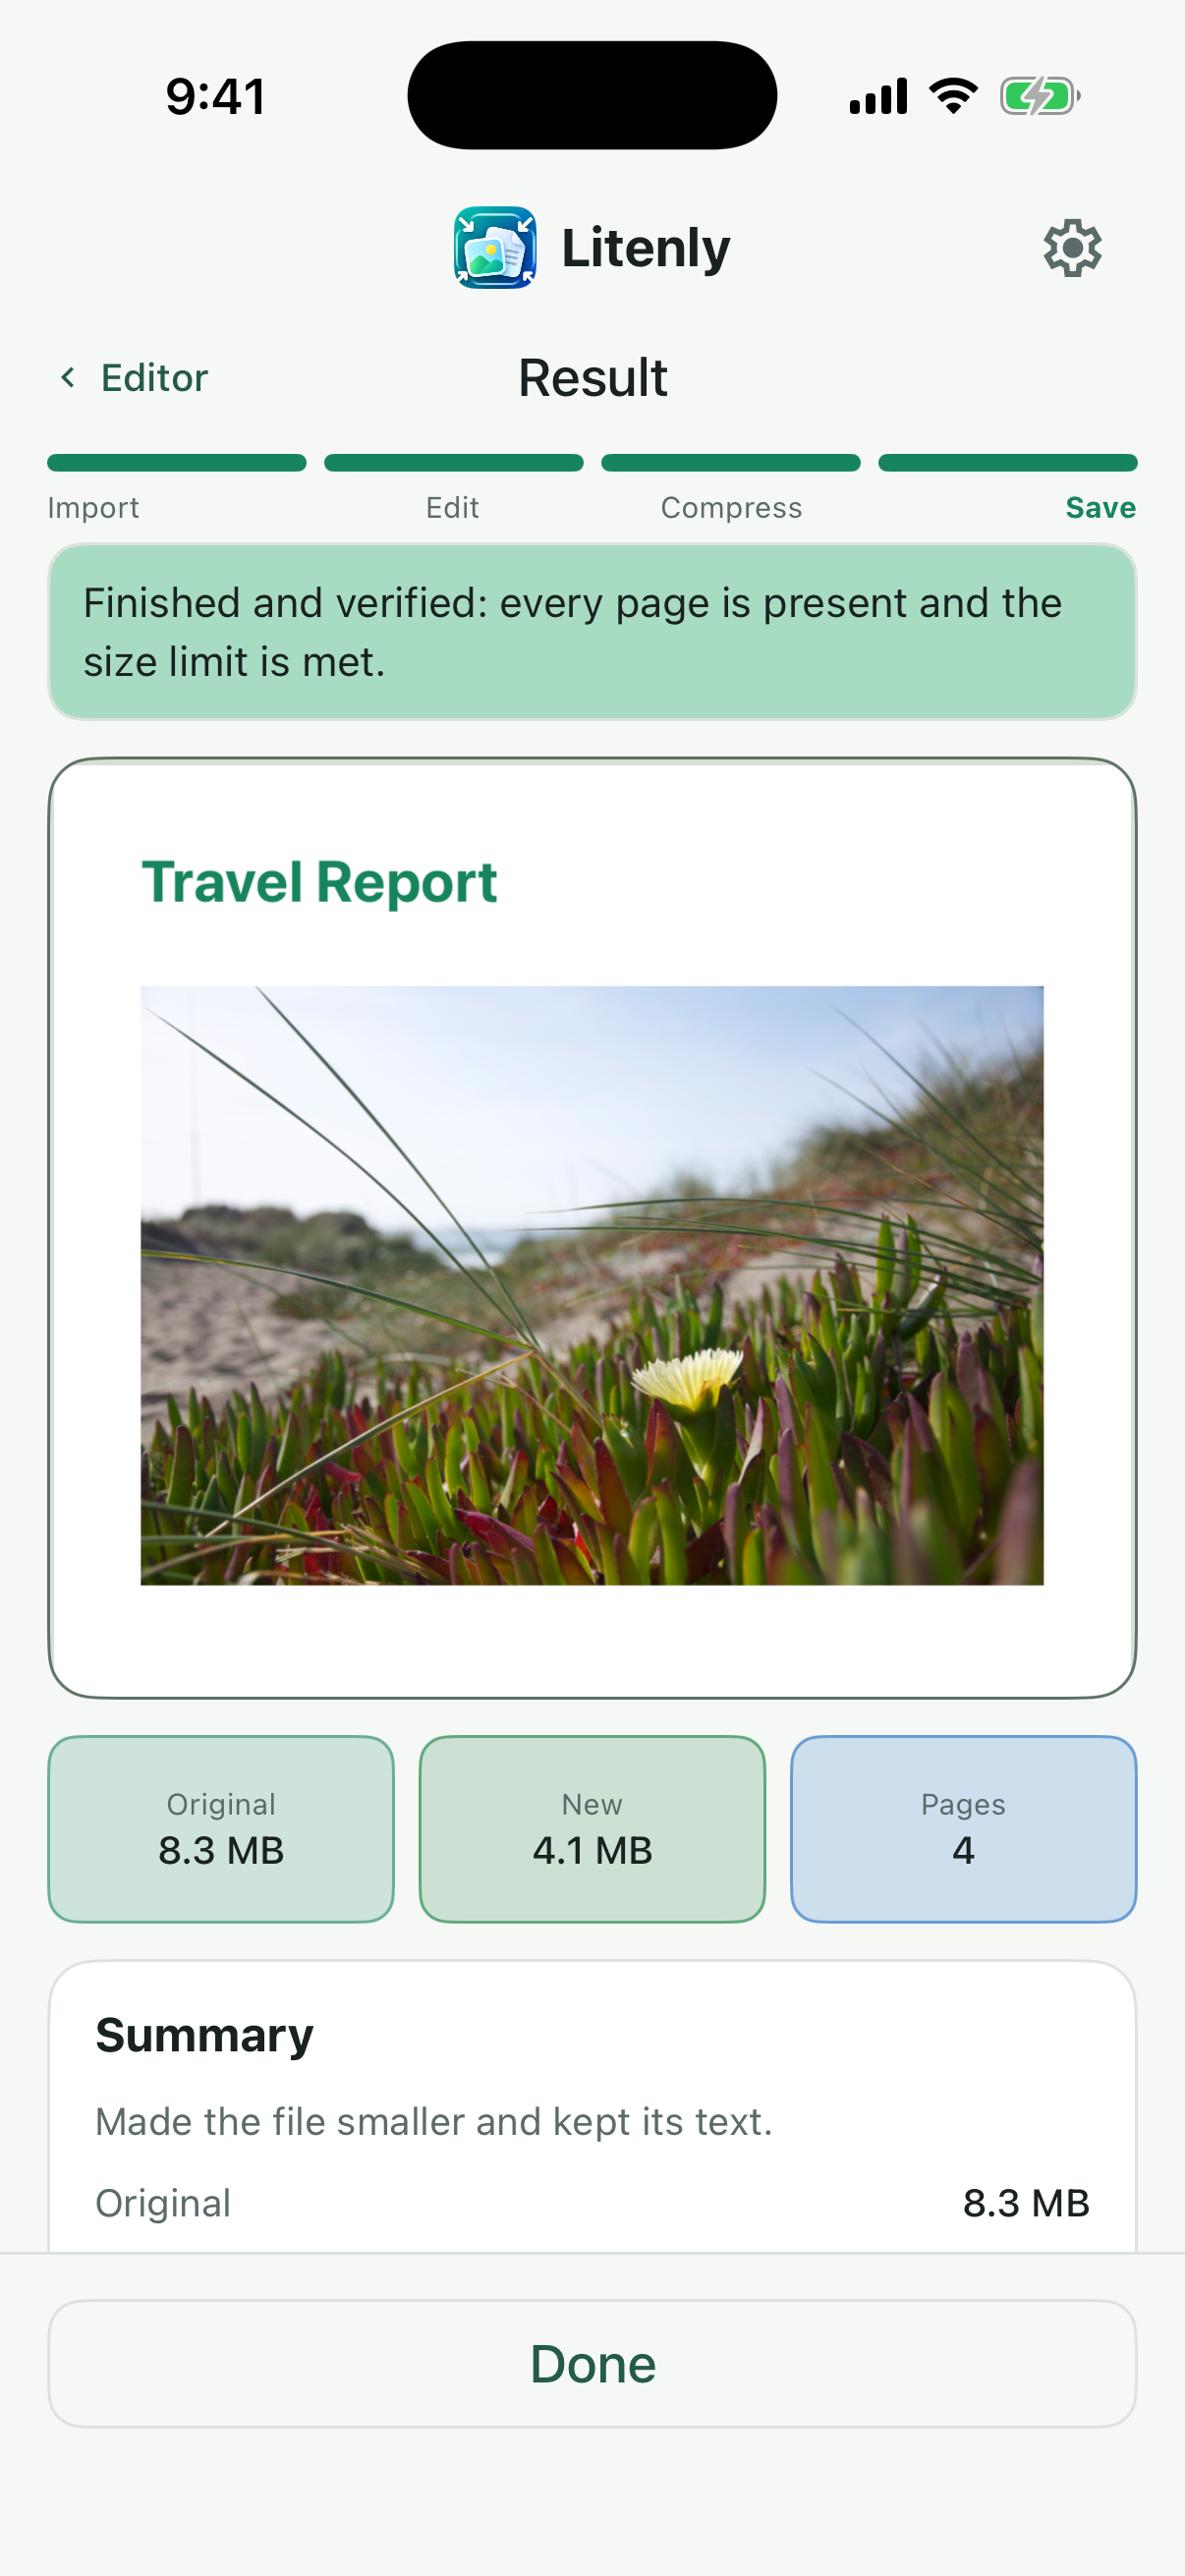 9:41
Litenly
Editor
Result
Import
Edit
Compress
Save
Finished and verified: every page is present and the
size limit is met.
Travel Report
Original
8.3 MB
New
4.1 MB
Pages
4
Summary
Made the file smaller and kept its text.
Original 8.3 MB
Done